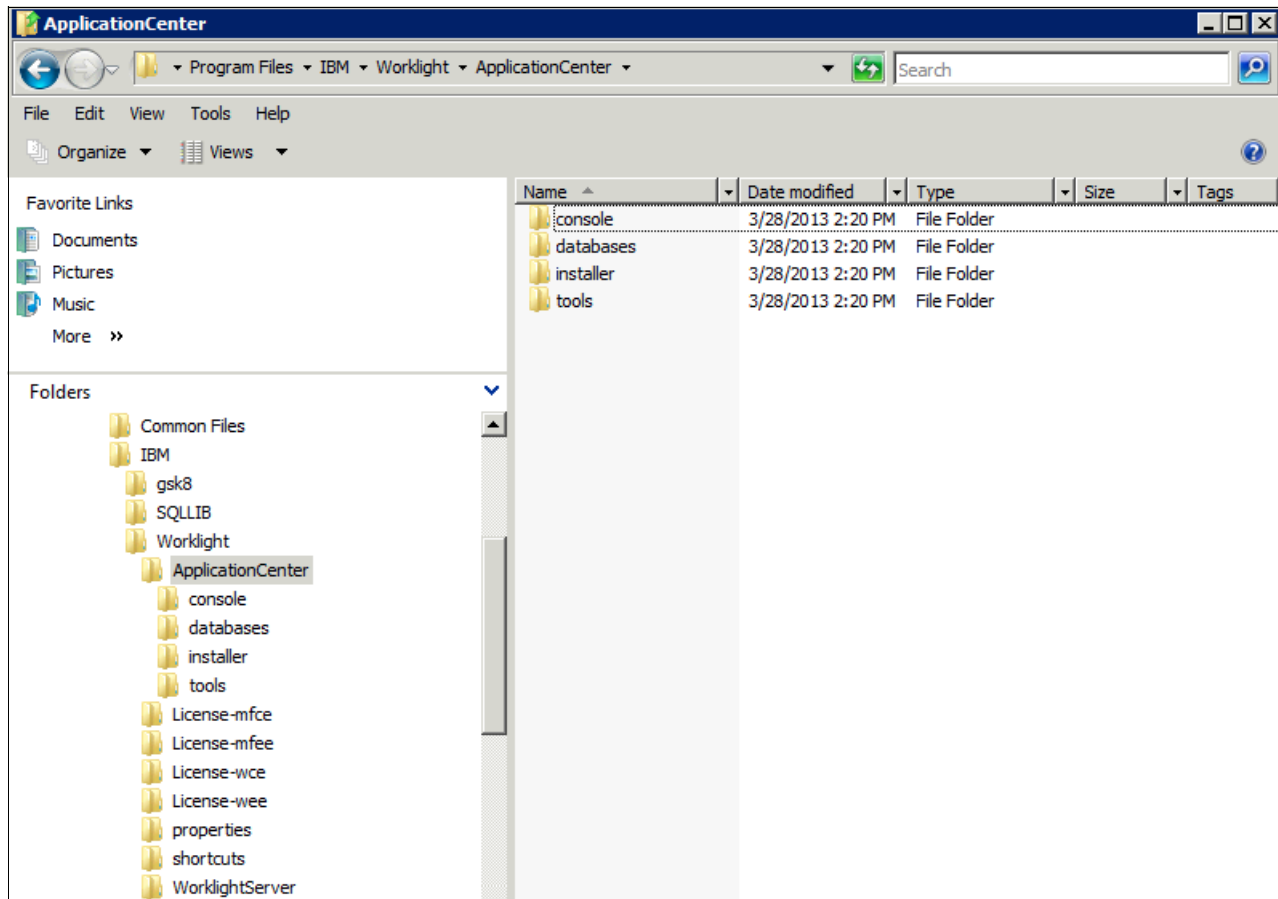 ApplicationCenter
Program Files IBM Worklight ApplicationCenter
Search
File Edit View Tools Help
Organize Views
Favorite Links
Documents
Pictures
Music
More »
Folders
Common Files
IBM
gsk8
SQLLIB
Worklight
ApplicationCenter
console
databases
installer
tools
License-mfce
License-mfee
License-wce
License-wee
properties
shortcuts
WorklightServer
Name Date modified Type Size Tags
console 3/28/2013 2:20 PM File Folder
databases 3/28/2013 2:20 PM File Folder
installer 3/28/2013 2:20 PM File Folder
tools 3/28/2013 2:20 PM File Folder